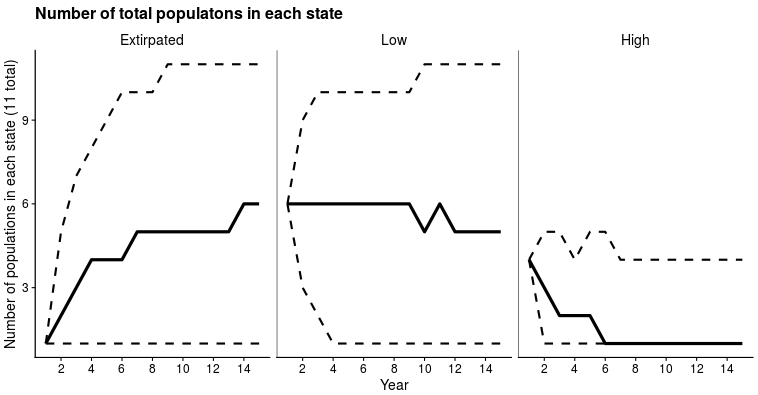 Number of total populatons in each state
Extirpated Low High
Number of populations in each state (11 total)
9
6
3
2 4 6 8 10 12 14 2 4 6 8 10 12 14 2 4 6 8 10 12 14
Year